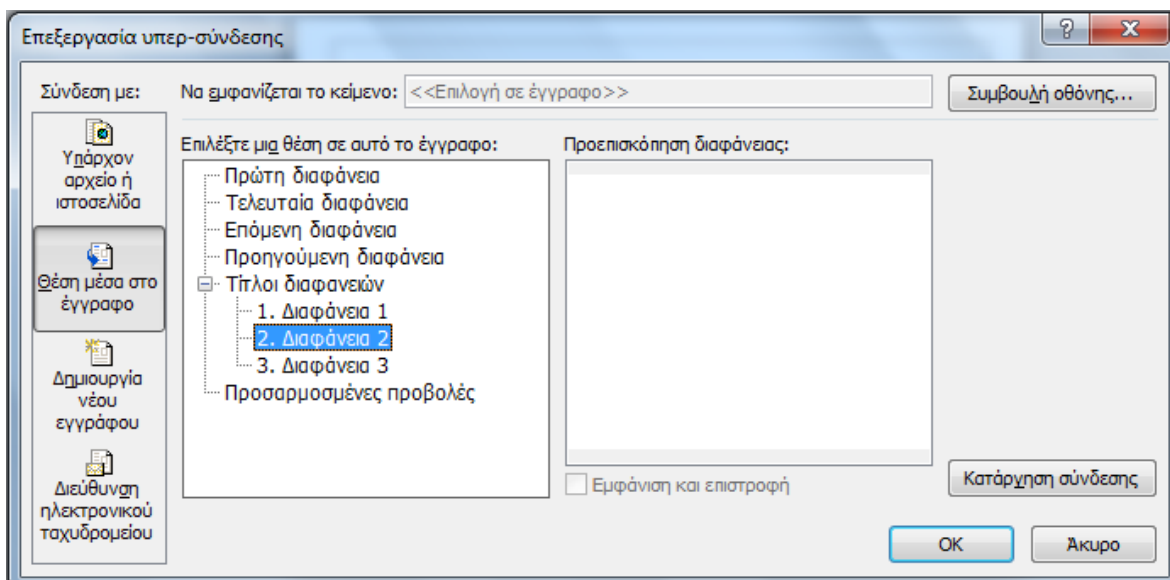 Επεξεργασία υπερ-σύνδεσης
Σύνδεση με:
Να εμφανίζεται το κείμενο:
<<Επιλογή σε έγγραφο>>
Συμβουλή οθόνης...
Υπάρχον
αρχείο ή
ιστοσελίδα
Θέση μέσα στο
έγγραφο
Δημιουργία
νέου
εγγράφου
Διεύθυνση
ηλεκτρονικού
ταχυδρομείου
Επιλέξτε μια θέση σε αυτό το έγγραφο:
Πρώτη διαφάνεια
Τελευταία διαφάνεια
Επόμενη διαφάνεια
Προηγούμενη διαφάνεια
Τίτλοι διαφανειών
1. Διαφάνεια 1
2. Διαφάνεια 2
3. Διαφάνεια 3
Προσαρμοσμένες προβολές
Προεπισκόπηση διαφάνειας:
Εμφάνιση και επιστροφή
Κατάργηση σύνδεσης
OK
Άκυρο